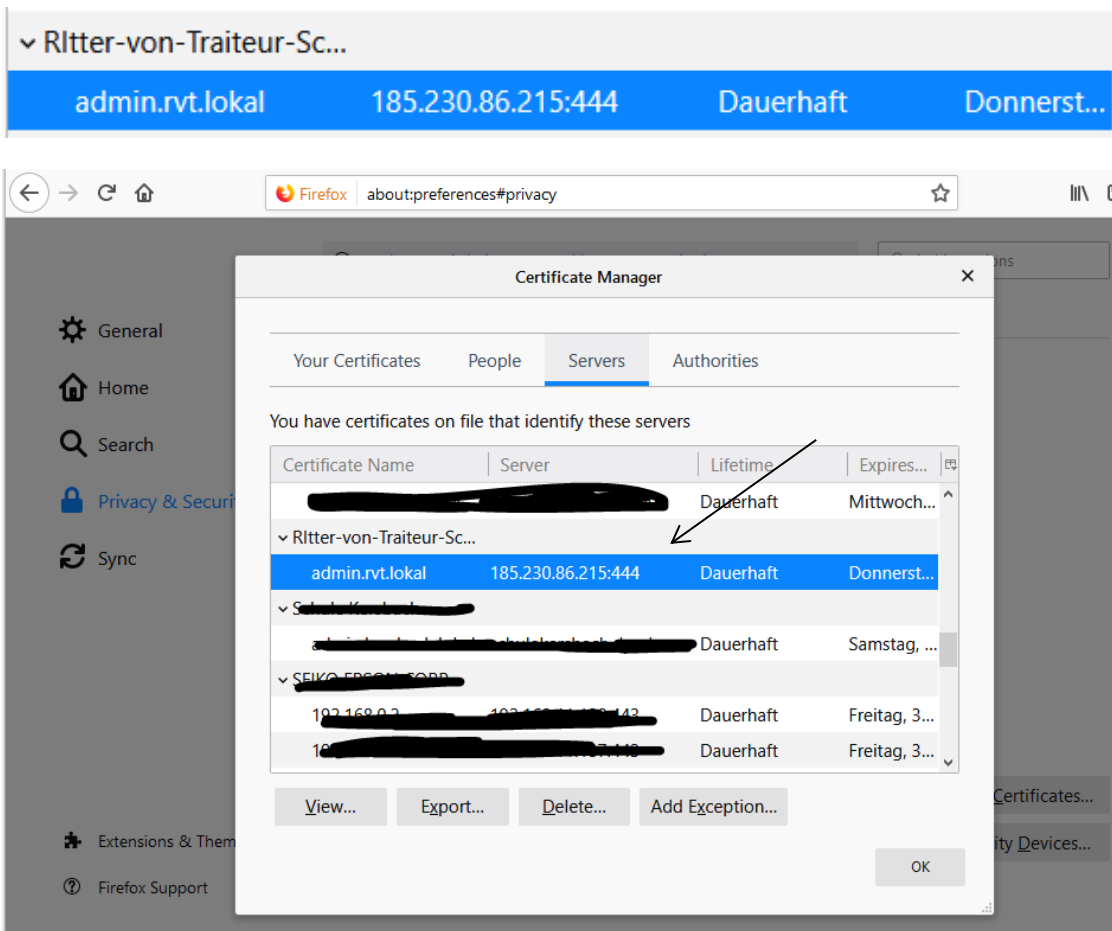 RItter-von-Traiteur-Sc...
admin.rvt.lokal 185.230.86.215:444 Dauerhaft Donnerst...
Firefox about:preferences#privacy
Certificate Manager
ons
General
Home
Search
Privacy & Securi
Sync
Extensions & Them
Firefox Support
Your Certificates People Servers Authorities
You have certificates on file that identify these servers
Certificate Name Server Lifetime Expires...
Dauerhaft Mittwoch...
RItter-von-Traiteur-Sc...
admin.rvt.lokal 185.230.86.215:444 Dauerhaft Donnerst...
Dauerhaft Samstag, ...
Dauerhaft Freitag, 3...
Dauerhaft Freitag, 3...
View... Export... Delete... Add Exception...
Certificates...
ity Devices...
OK